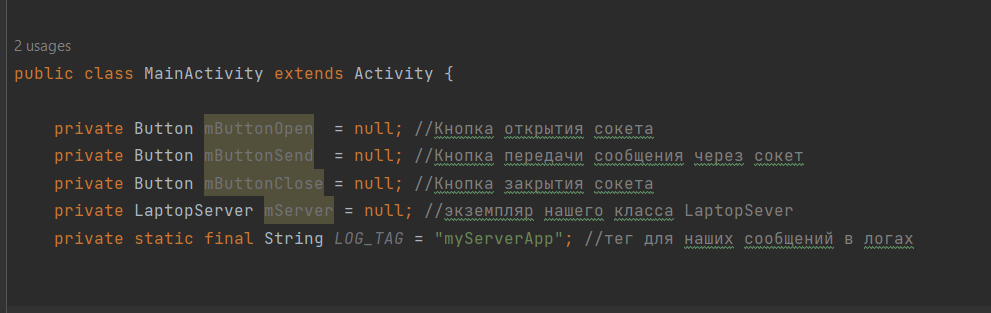 2 usages
public class MainActivity extends Activity {
private Button mButtonOpen = null; //Кнопка открытия сокета
private Button mButtonSend = null; //Кнопка передачи сообщения через сокет
private Button mButtonClose = null; //Кнопка закрытия сокета
private LaptopServer mServer = null; //экземпляр нашего класса LaptopSever
private static final String LOG_TAG = "myServerApp"; //тег для наших сообщений в логах